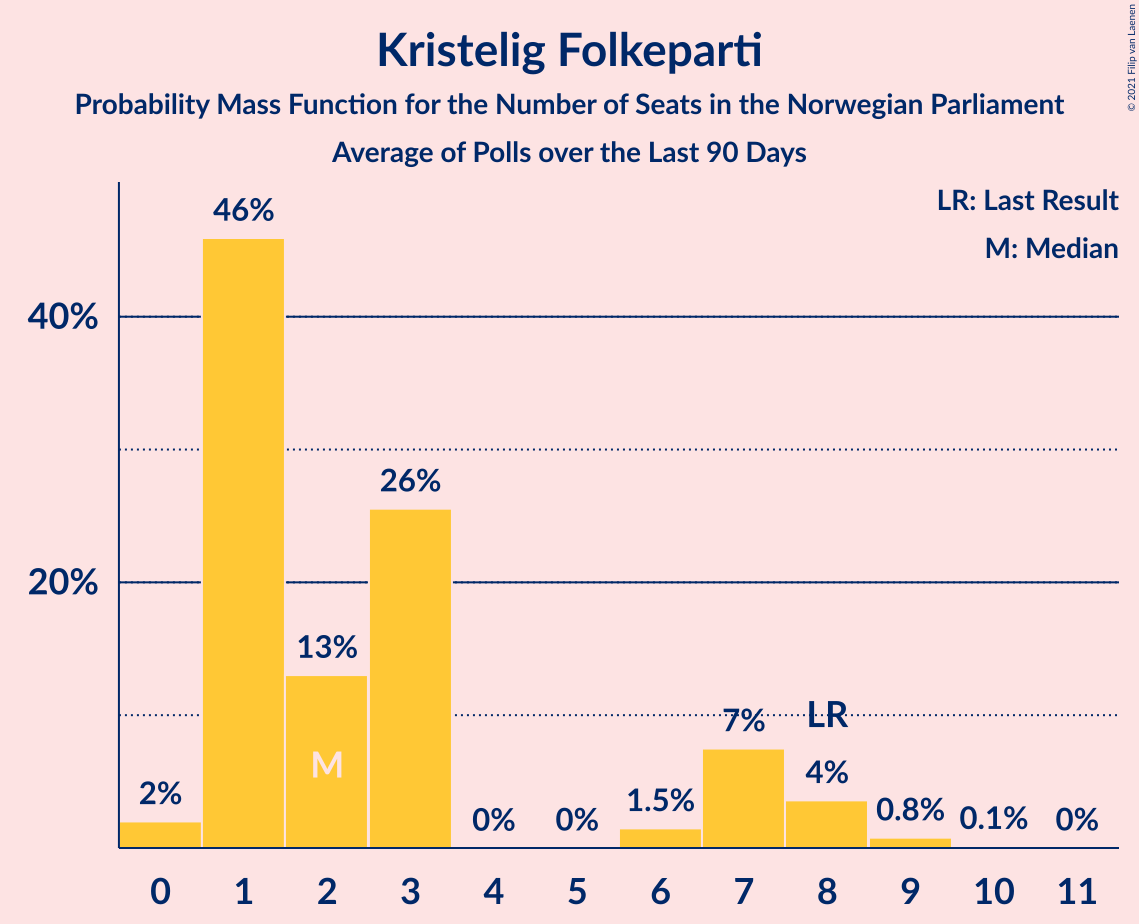 © 2021 Filip van Laenen
Kristelig Folkeparti
Probability Mass Function for the Number of Seats in the Norwegian Parliament
Average of Polls over the Last 90 Days
LR: Last Result
M: Median
46%
40%
26%
20%
13%
7%
LR
M
4%
2%
1.5%
0.8%
0.1%
0%
0%
0%
0 1 2 3 4 5 6 7 8 9 10 11